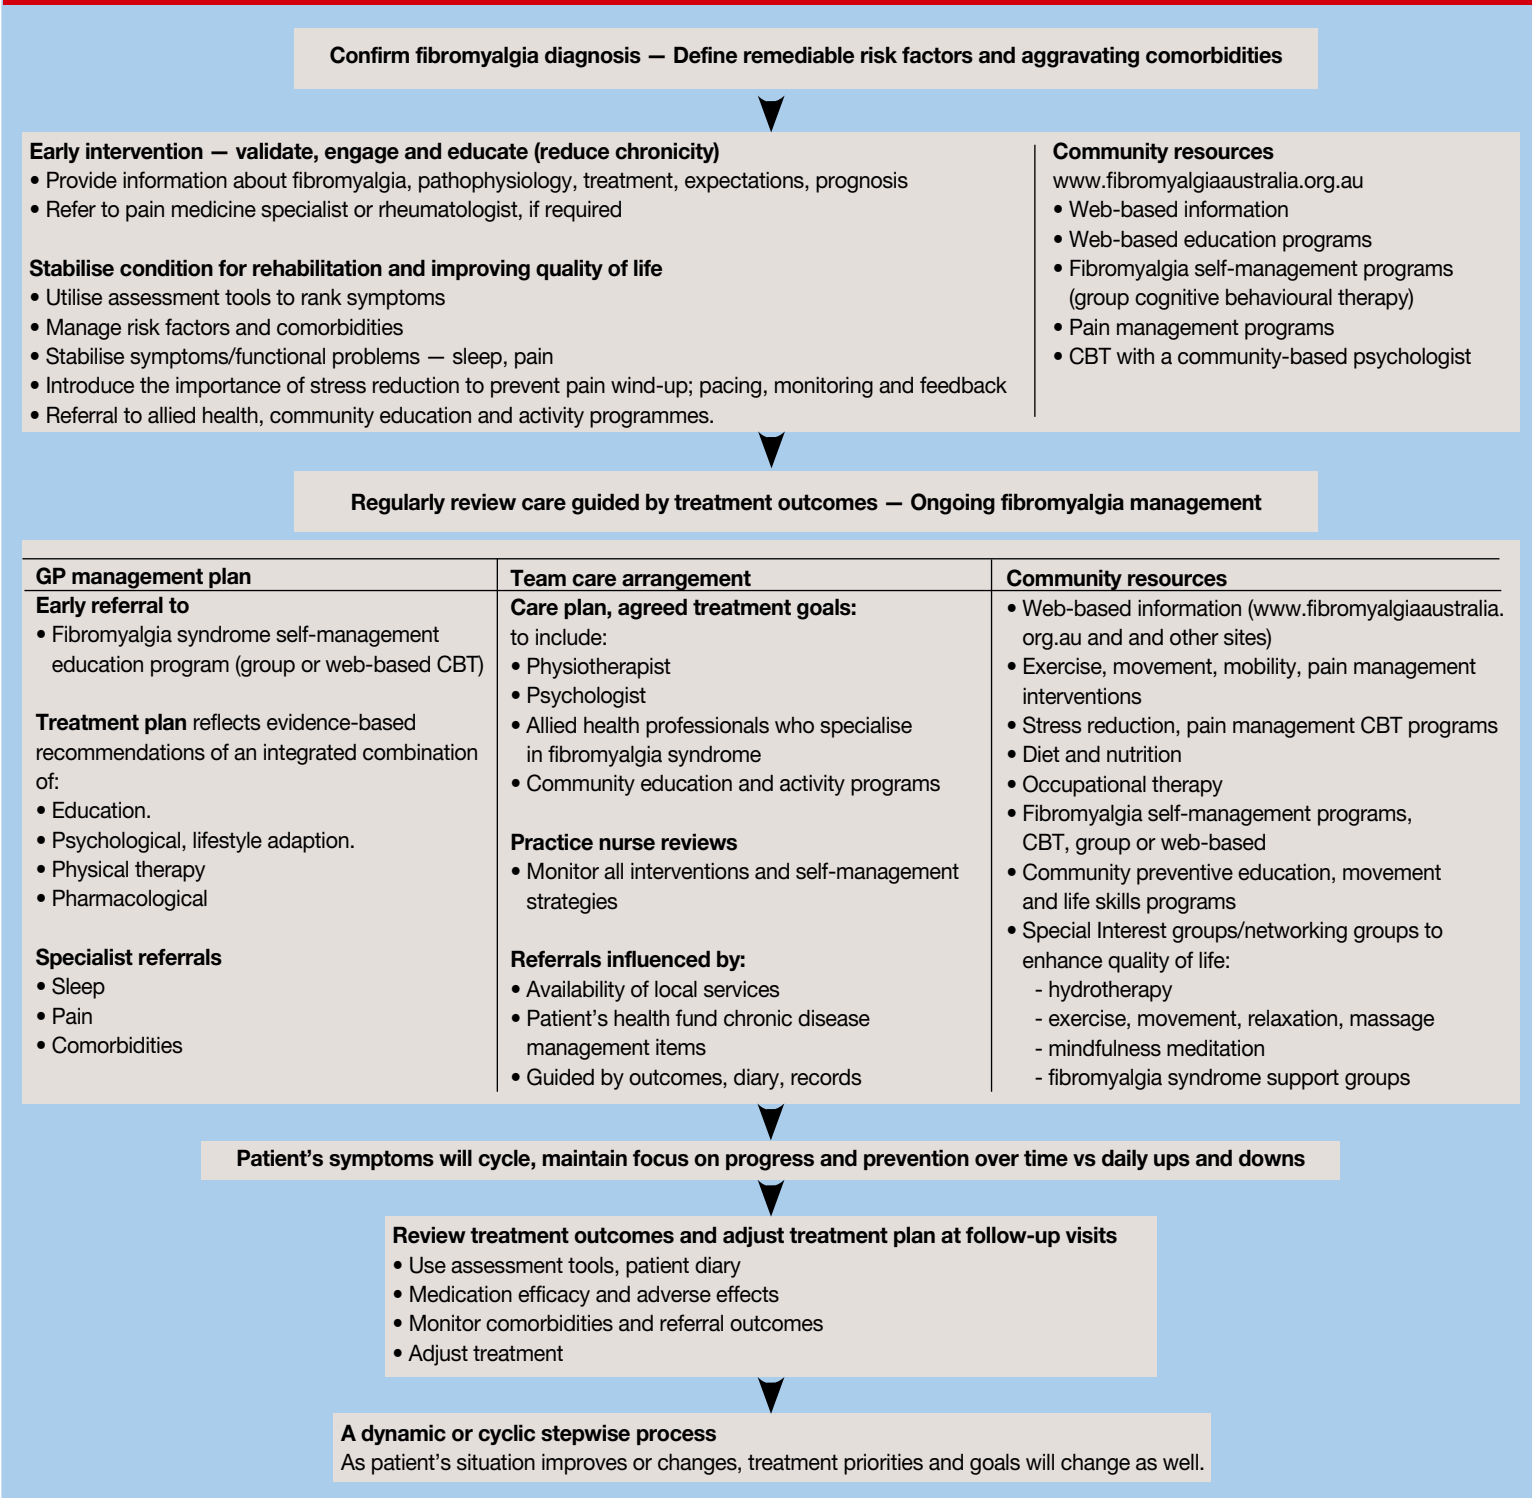 Confirm fibromyalgia diagnosis — Define remediable risk factors and aggravating comorbidities
Early intervention — validate, engage and educate (reduce chronicity)
• Provide information about fibromyalgia, pathophysiology, treatment, expectations, prognosis
• Refer to pain medicine specialist or rheumatologist, if required
Stabilise condition for rehabilitation and improving quality of life
• Utilise assessment tools to rank symptoms
• Manage risk factors and comorbidities
• Stabilise symptoms/functional problems — sleep, pain
• Introduce the importance of stress reduction to prevent pain wind-up; pacing, monitoring and feedback
• Referral to allied health, community education and activity programmes.
Community resources
www.fibromyalgiaaustralia.org.au
• Web-based information
• Web-based education programs
• Fibromyalgia self-management programs
(group cognitive behavioural therapy)
• Pain management programs
• CBT with a community-based psychologist
Regularly review care guided by treatment outcomes — Ongoing fibromyalgia management
GP management plan
Early referral to
• Fibromyalgia syndrome self-management
education program (group or web-based CBT)
Treatment plan reflects evidence-based
recommendations of an integrated combination
of:
• Education.
• Psychological, lifestyle adaption.
• Physical therapy
• Pharmacological
Specialist referrals
• Sleep
• Pain
• Comorbidities
Team care arrangement
Care plan, agreed treatment goals:
to include:
• Physiotherapist
• Psychologist
• Allied health professionals who specialise
in fibromyalgia syndrome
• Community education and activity programs
Practice nurse reviews
• Monitor all interventions and self-management
strategies
Referrals influenced by:
• Availability of local services
• Patient’s health fund chronic disease
management items
• Guided by outcomes, diary, records
Community resources
• Web-based information (www.fibromyalgiaaustralia.
org.au and and other sites)
• Exercise, movement, mobility, pain management
interventions
• Stress reduction, pain management CBT programs
• Diet and nutrition
• Occupational therapy
• Fibromyalgia self-management programs,
CBT, group or web-based
• Community preventive education, movement
and life skills programs
• Special Interest groups/networking groups to
enhance quality of life:
- hydrotherapy
- exercise, movement, relaxation, massage
- mindfulness meditation
- fibromyalgia syndrome support groups
Patient’s symptoms will cycle, maintain focus on progress and prevention over time vs daily ups and downs
Review treatment outcomes and adjust treatment plan at follow-up visits
• Use assessment tools, patient diary
• Medication efficacy and adverse effects
• Monitor comorbidities and referral outcomes
• Adjust treatment
A dynamic or cyclic stepwise process
As patient’s situation improves or changes, treatment priorities and goals will change as well.